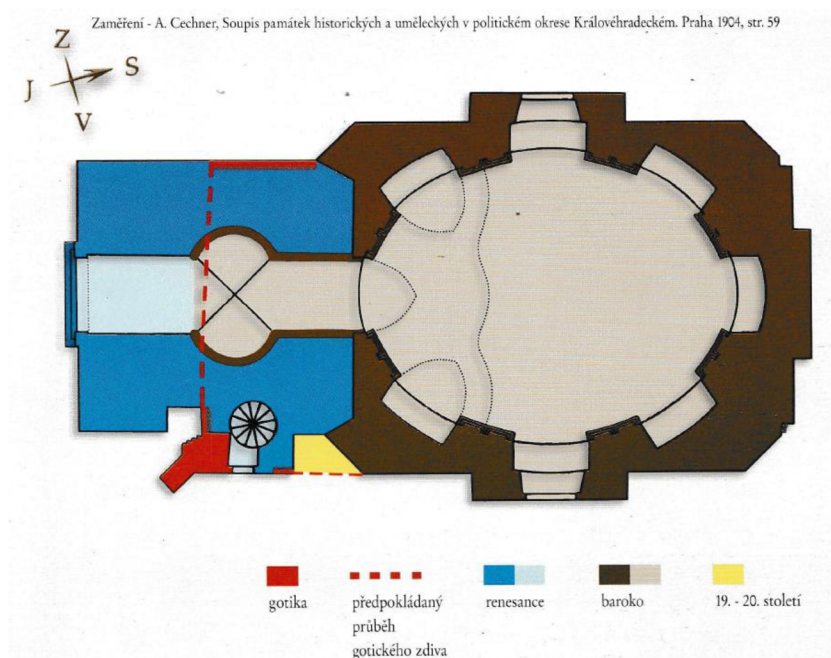 Zaměření - A. Cechner, Soupis památek historických a uměleckých v politickém okrese Královéhradeckém. Praha 1904, str. 59
Z
S
J
V
gotika
předpokládaný
průběh
gotického zdiva
renesance
baroko
19. - 20. století